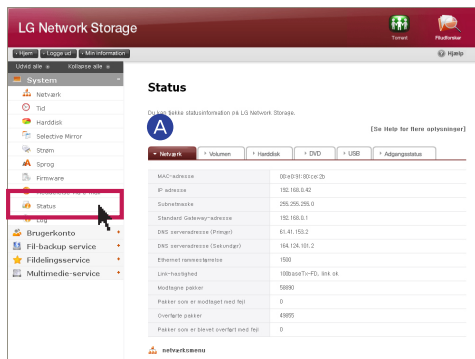 LG Network Storage
Torrent
Filudforsker
Hjem
Logge ud
Min information
Hjælp
Udvid alle
Kollapse alle
System
Netværk
Tid
Harddisk
Selective Mirror
Strøm
Sprog
Firmware
Status
Log
Brugerkonto
Fil-backup service
Fildelingsservice
Multimedie-service
Status
Du kan tjekke statusinformation på LG Network Storage.
A
[Se Help for flere oplysninger]
Netværk
Volumen
Harddisk
DVD
USB
Adgangsstatus
MAC-adresse 00:e0:91:80:ce:2b
IP adresse 192.168.0.42
Subnetmaske 255.255.255.0
Standard Gateway-adresse 192.168.0.1
DNS serveradresse (Primær) 61.41.153.2
DNS serveradresse (Sekundær) 164.124.101.2
Ethernet rammestørrelse 1500
Link-hastighed 100baseTx-FD, link ok
Modtagne pakker 58890
Pakker som er modtaget med fejl 0
Overførte pakker 49855
Pakker som er blevet overført med fejl 0
netværksmenu